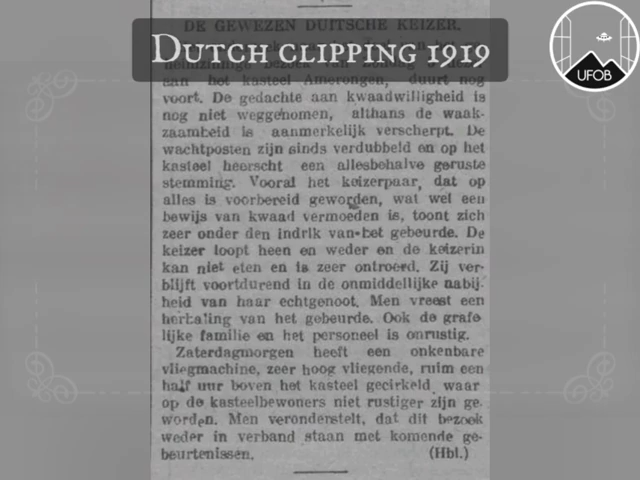 DE GEWEZEN DUITSCHE KEIZER.
DUTCH CLIPPING 1919
UFOB
aan het kasteel Amerongen, duurt nog
voort. De gedachte aan kwaadwilligheid is
nog niet weggenomen, althans de waak-
zaamheid is aanmerkelijk verscherpt. De
wachtposten zijn sinds verdubbeld en op het
kasteel heerscht een allesbehalve geruste
stemming. Vooral het keizerpaar, dat op
alles is voorbereid geworden, wat wel een
bewijs van kwaad vermoeden is, toont zich
zeer onder den indrik van het gebeurde. De
keizer loopt heen en weder en de keizerin
kan niet eten en is zeer ontroerd. Zij ver-
blijft voortdurend in de onmiddellijke nabij-
heid van haar echtgenoot. Men vreest een
herhaling van het gebeurde. Ook de grafe
lijke familie en het personeel is onrustig.
Zaterdagmorgen heeft een onkenbare
vliegmachine, zeer hoog vliegende, ruim een
half uur boven het kasteel gecirkeld, waar
op de kasteelbewoners niet rustiger zijn ge-
worden. Men veronderstelt, dat dit bezoek
weder in verband staan met komende ge-
beurtenissen. (Hbl.)